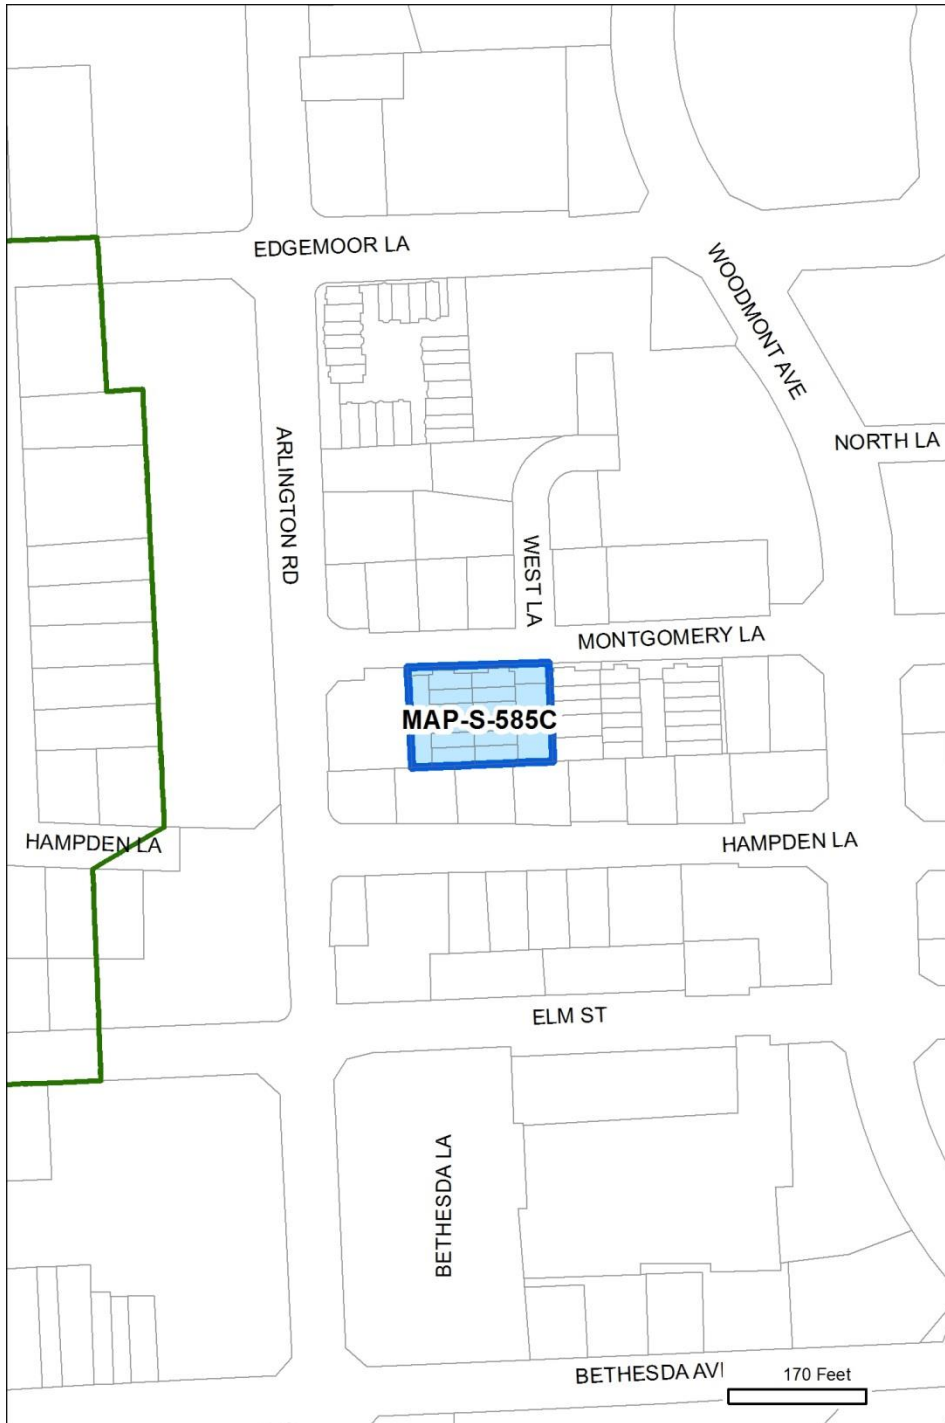 EDGEMOOR LA
WOODMONT AVE
NORTH LA
ARLINGTON RD
WEST LA
MONTGOMERY LA
MAP-S-585C
HAMPDEN LA
HAMPDEN LA
ELM ST
BETHESDA LA
BETHESDA AV
170 Feet